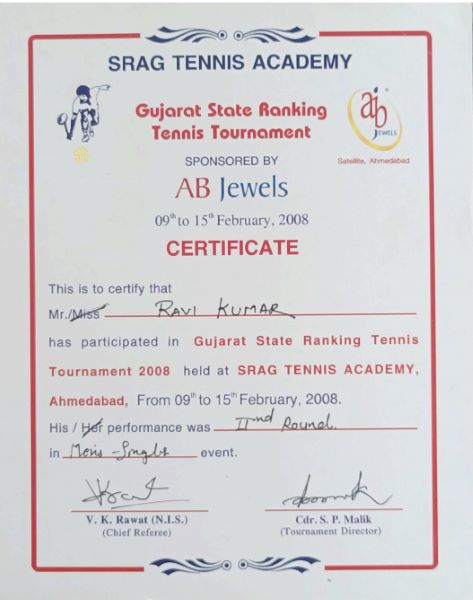 SRAG TENNIS ACADEMY
Gujarat State Ranking
Tennis Tournament
ab
JEWELS
Satellite, Ahmedabad
SPONSORED BY
AB Jewels
09th to 15th February, 2008
CERTIFICATE
This is to certify that
Mr./Miss RAVI KUMAR
has participated in Gujarat State Ranking Tennis
Tournament 2008 held at SRAG TENNIS ACADEMY,
Ahmedabad, From 09th to 15th February, 2008.
His / Her performance was IInd Round.
in Men's - Singles event.
V. K. Rawat (N.I.S.)
(Chief Referee)
Cdr. S. P. Malik
(Tournament Director)